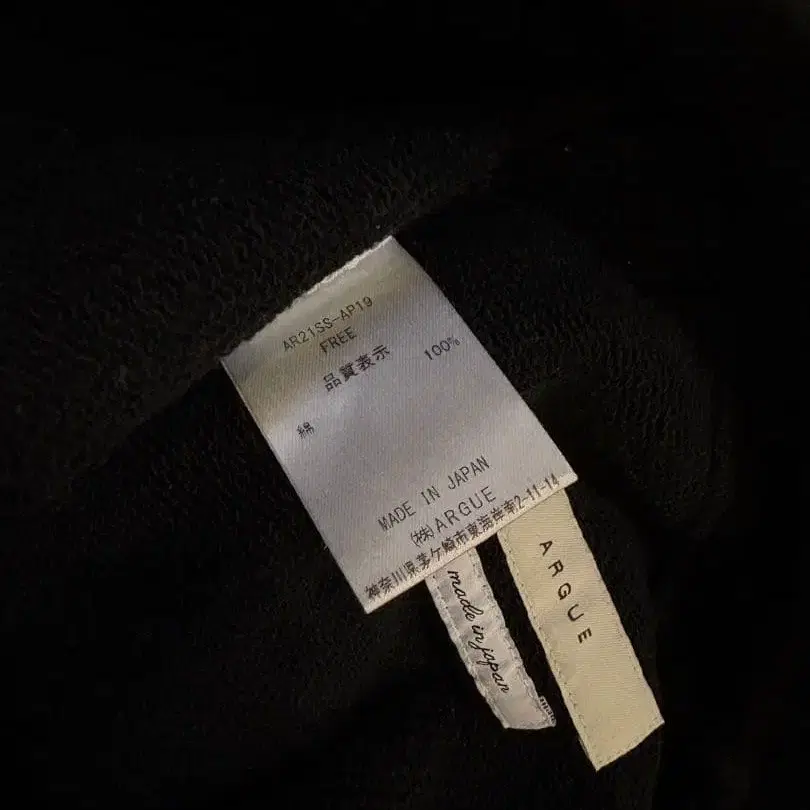 AR21SS-AP19
FREE
品質表示
綿 100%
MADE IN JAPAN
(株)ARGUE
神奈川県茅ケ崎市東海岸南2-11-14
made in japan
ARGUE